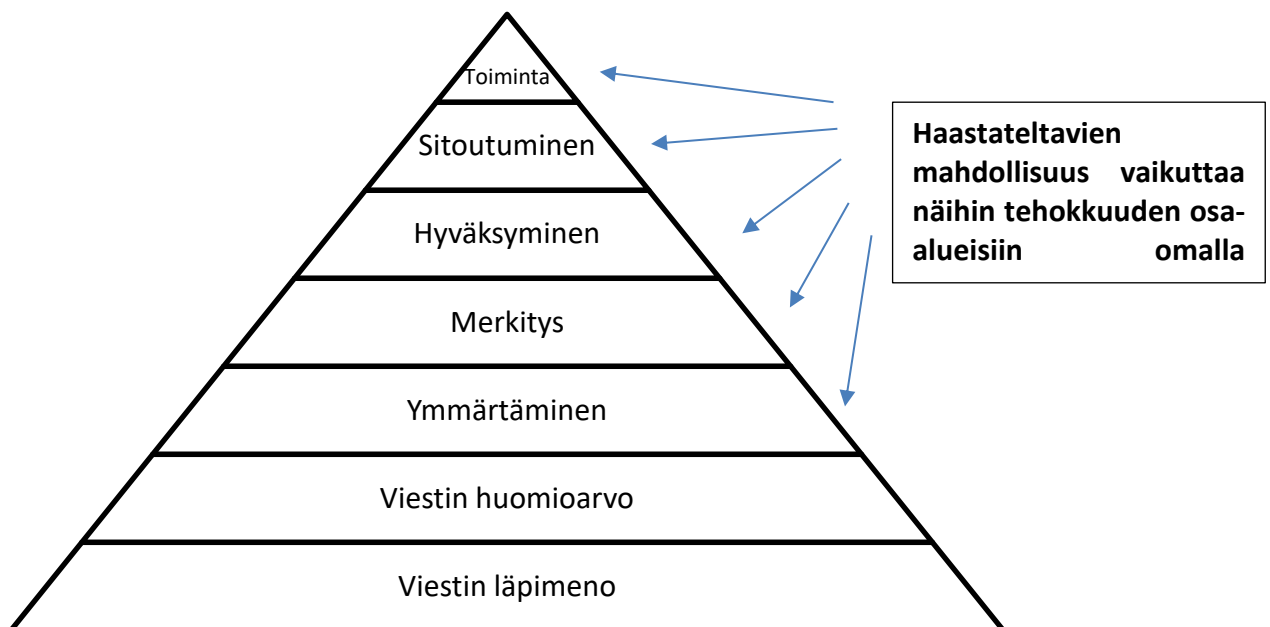 Toiminta
Sitoutuminen
Hyväksyminen
Merkitys
Ymmärtäminen
Viestin huomioarvo
Viestin läpimeno
Haastateltavien
mahdollisuus vaikuttaa
näihin tehokkuuden osa-
alueisiin omalla